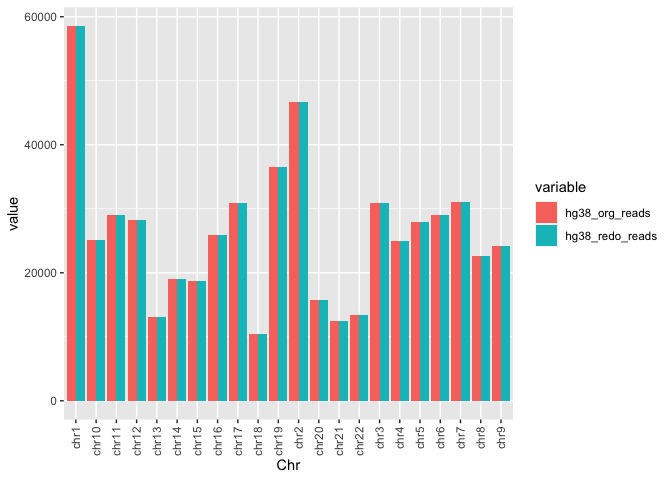 60000
40000
20000
0
value
chr1 chr10 chr11 chr12 chr13 chr14 chr15 chr16 chr17 chr18 chr19 chr2 chr20 chr21 chr22 chr3 chr4 chr5 chr6 chr7 chr8 chr9
Chr
variable
hg38_org_reads
hg38_redo_reads